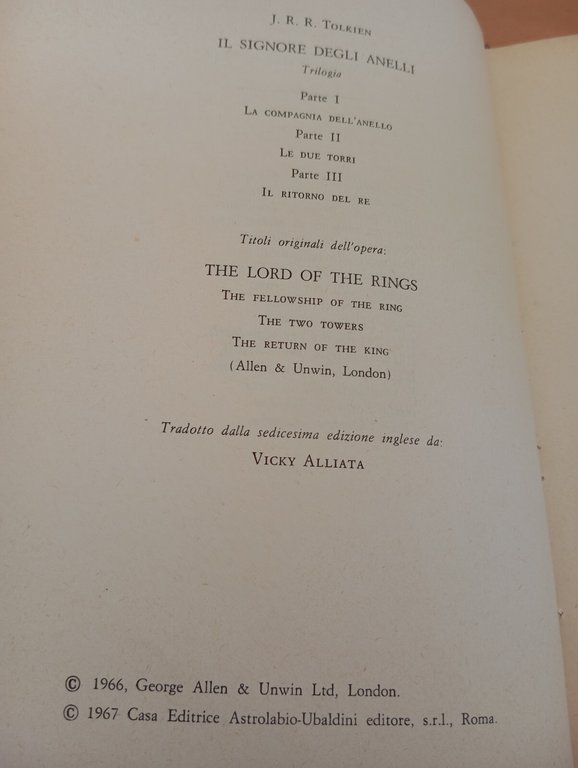 J. R. R. Tolkien
IL SIGNORE DEGLI ANELLI
Trilogia
Parte I
La compagnia dell'anello
Parte II
Le due torri
Parte III
Il ritorno del re
Titoli originali dell'opera:
THE LORD OF THE RINGS
The fellowship of the ring
The two towers
The return of the king
(Allen & Unwin, London)
Tradotto dalla sedicesima edizione inglese da:
Vicky Alliata
© 1966, George Allen & Unwin Ltd, London.
© 1967 Casa Editrice Astrolabio-Ubaldini editore, s.r.l., Roma.